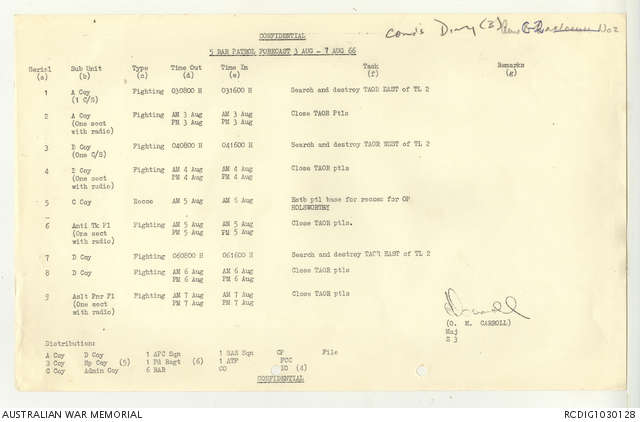 CONFIDENTIAL
Comd's Diary (3)
5 RAR PATROL FORECAST 3 AUG - 7 AUG 66
Serial Sub Unit Type Time Out Time In Task Remarks
(a) (b) (c) (d) (e) (f) (g)
1 A Coy Fighting 030800 H 031600 H Search and destroy TAOR EAST of TL 2
(1 C/S)
2 A Coy Fighting AM 3 Aug AM 3 Aug Close TAOR Ptls
(One sect PM 3 Aug PM 3 Aug
with radio)
3 D Coy Fighting 040800 H 041600 H Search and destroy TAOR WEST of TL 2
(One C/S)
4 Coy Fighting AM 4 Aug AM 4 Aug Close TAOR ptls
(One sect PM 4 Aug PM 4 Aug
with radio)
5 C Coy Recce AM 5 Aug AM 6 Aug Estb ptl base for recces for OP
HOLSWORTHY
6 Anti Tk Pl Fighting AM 5 Aug AM 5 Aug Close TAOR ptls.
(One sect PM 5 Aug PM 5 Aug
with radio)
7 D Coy Fighting 060800 H 061600 H Search and destroy TAOR EAST of TL 2
8 D Coy Fighting AM 6 Aug AM 6 Aug Close TAOR ptls
PM 6 Aug PM 6 Aug
9 Aslt Pnr Pl Fighting AM 7 Aug AM 7 Aug Close TAOR ptls
(One sect PM 7 Aug PM 7 Aug
with radio)
(O. M. CARROLL)
Maj
S 3
Distribution:
A Coy D Coy 1 APC Sqn 1 SAS Sqn CP File
B Coy Sp Coy (5) 1 Fd Regt (6) 1 ATF FCC
C Coy Admin Coy 6 RAR CO IO (4)
CONFIDENTIAL
AUSTRALIAN WAR MEMORIAL RCDIG1030128